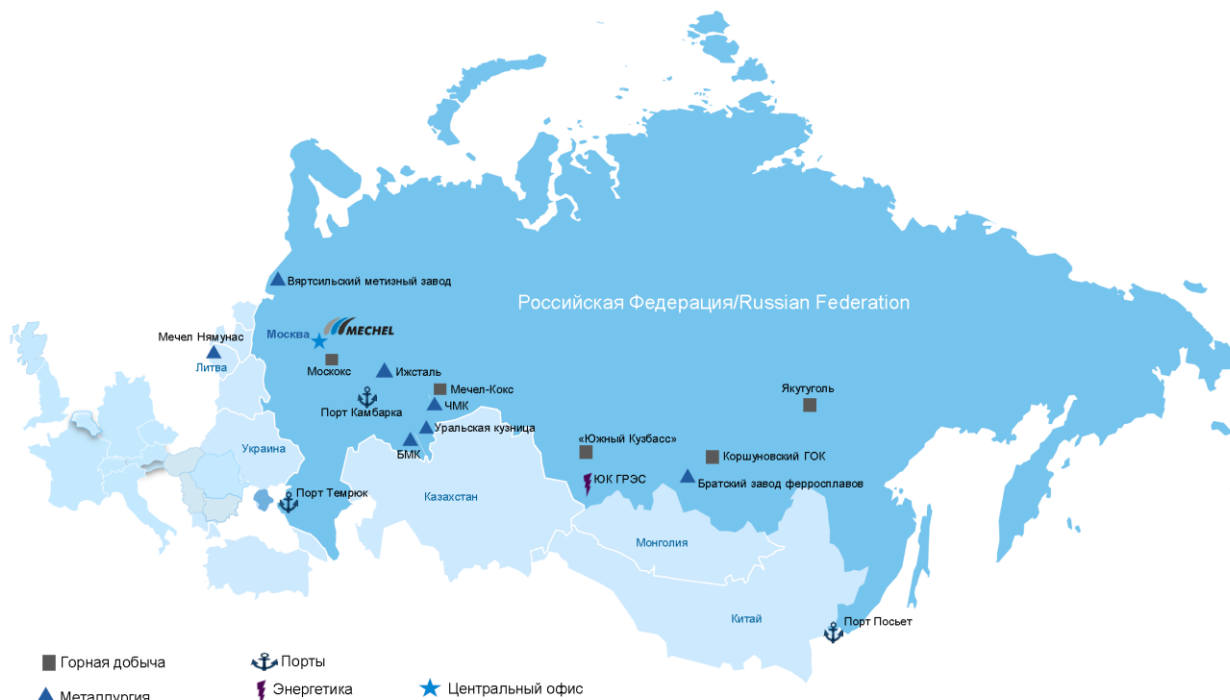 Вяртсильский метизный завод
Российская Федерация/Russian Federation
Москва
MECHEL
Мечел Нямунас
Литва
Москокс
Ижсталь
Мечел-Кокс
Якутуголь
Порт Камбарка
ЧМК
Уральская кузница
БМК
«Южный Кузбасс»
Коршуновский ГОК
Украина
ЮК ГРЭС
Братский завод ферросплавов
Порт Темрюк
Казахстан
Монголия
Китай
Порт Посьет
Горная добыча
Порты
Металлургия
Энергетика
Центральный офис